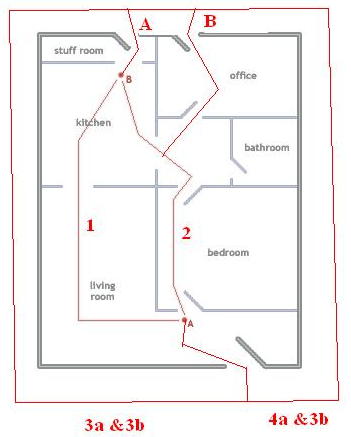 A
B
stuff room
office
B
kitchen
bathroom
1
2
bedroom
living
room
A
3a &3b
4a &3b